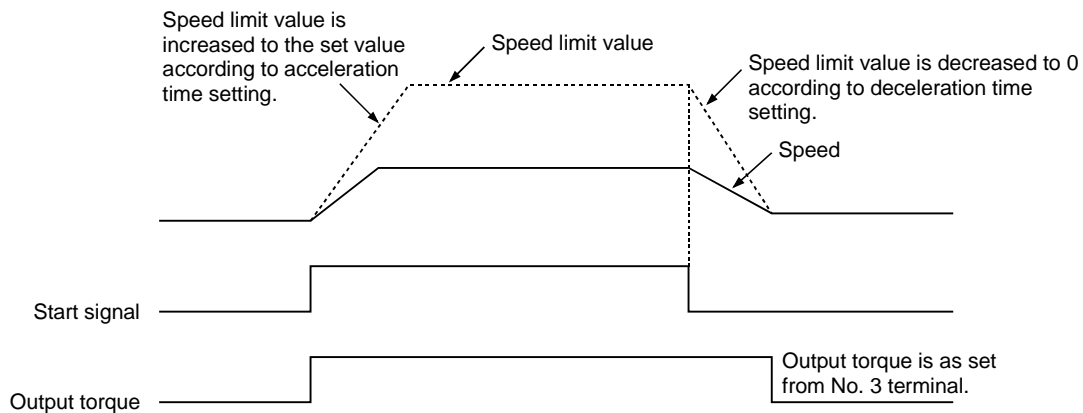 Speed limit value is
increased to the set value
according to acceleration
time setting.
Speed limit value
Speed limit value is decreased to 0
according to deceleration time
setting.
Speed
Start signal
Output torque is as set
from No. 3 terminal.
Output torque